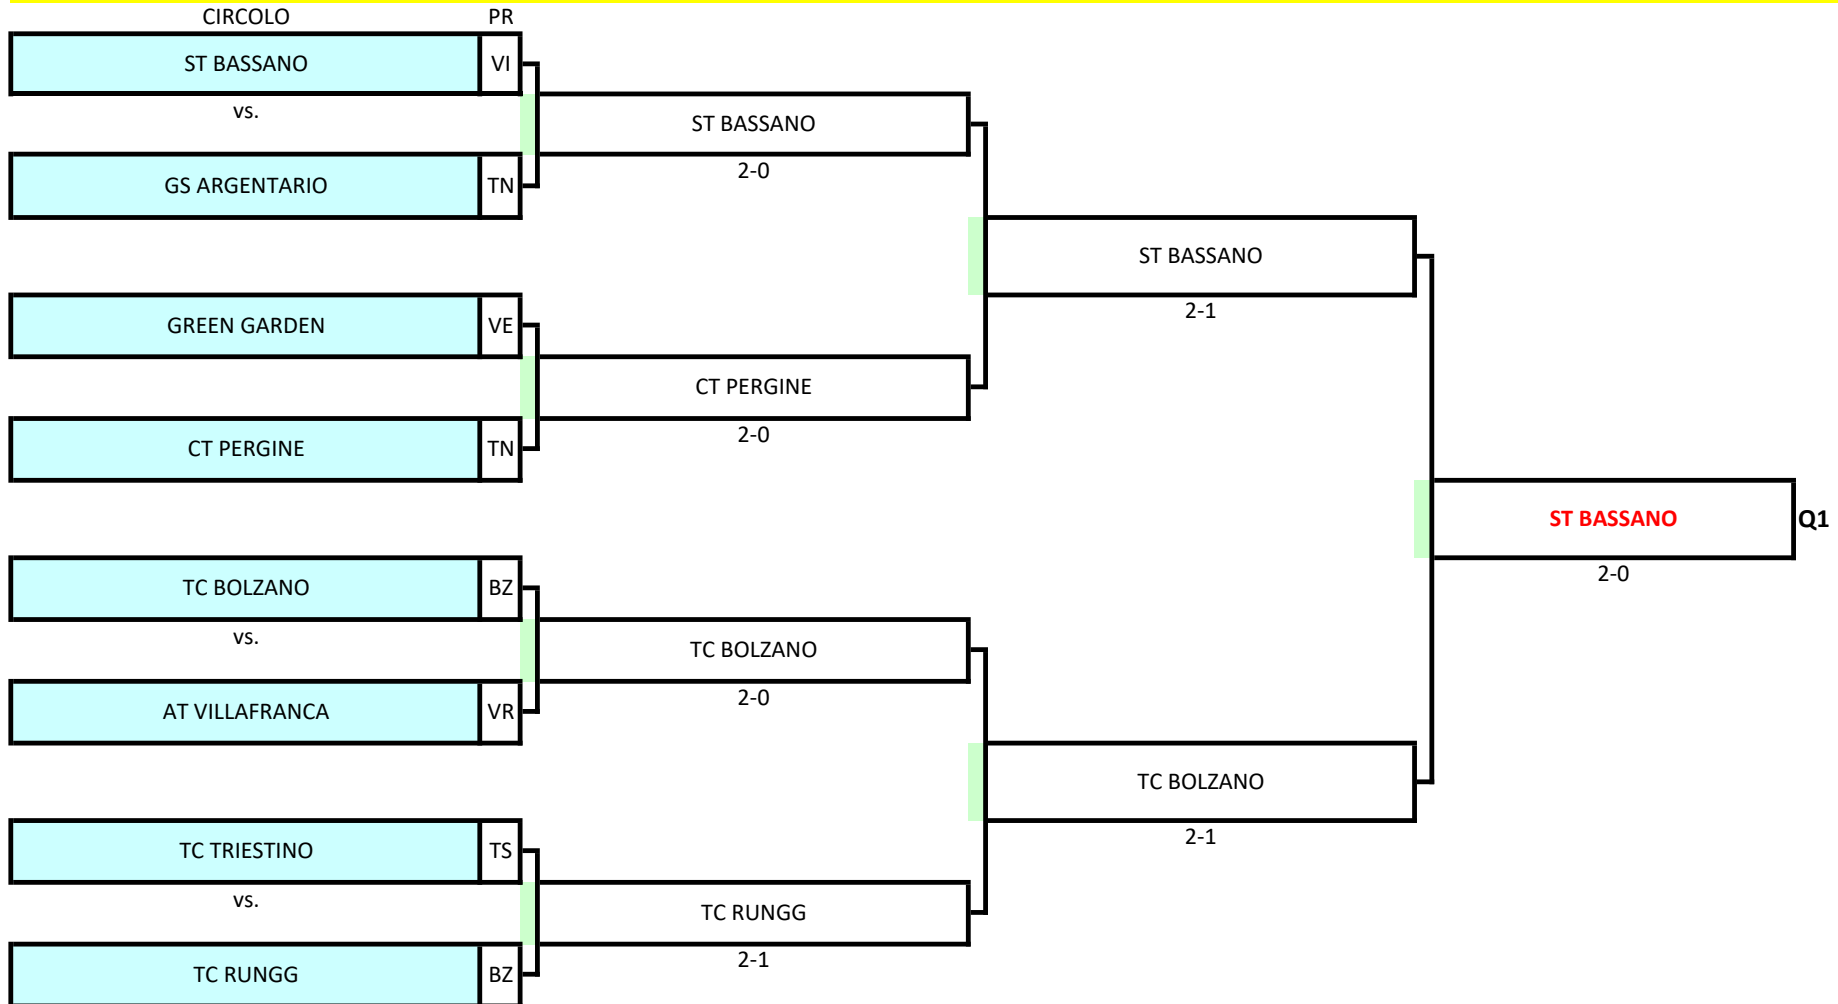 CIRCOLO PR
ST BASSANO VI
vs.
ST BASSANO
2-0
GS ARGENTARIO TN
ST BASSANO
2-1
GREEN GARDEN VE
CT PERGINE
2-0
CT PERGINE TN
ST BASSANO Q1
2-0
TC BOLZANO BZ
vs.
TC BOLZANO
2-0
AT VILLAFRANCA VR
TC BOLZANO
2-1
TC TRIESTINO TS
vs.
TC RUNGG
2-1
TC RUNGG BZ